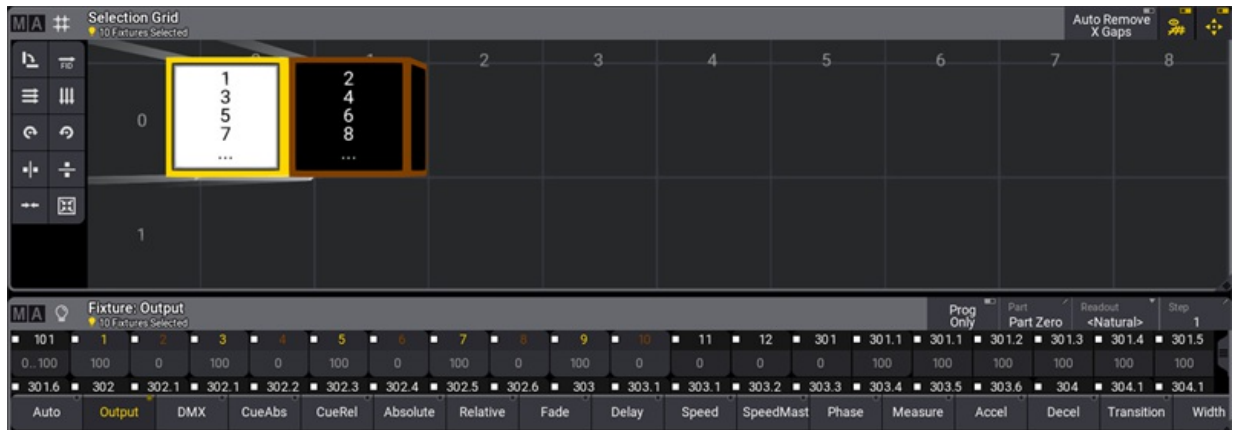 MA Selection Grid
10 Fixtures Selected
Auto Remove
X Gaps
FID
2 3 4 5 6 7 8
0
1
1
3
5
7
...
2
4
6
8
...
MA Fixture: Output
10 Fixtures Selected
Prog
Only
Part
Part Zero
Readout
<Natural>
Step
1
101 1 2 3 4 5 6 7 8 9 10 11 12 301 301.1 301.1 301.2 301.3 301.4 301.5
0..100 100 0 100 0 100 0 100 0 100 0 0 0 100 100 100 100 100 100 100
301.6 302 302.1 302.1 302.2 302.3 302.4 302.5 302.6 303 303.1 303.1 303.2 303.3 303.4 303.5 303.6 304 304.1 304.1
Auto Output DMX CueAbs CueRel Absolute Relative Fade Delay Speed SpeedMast Phase Measure Accel Decel Transition Width